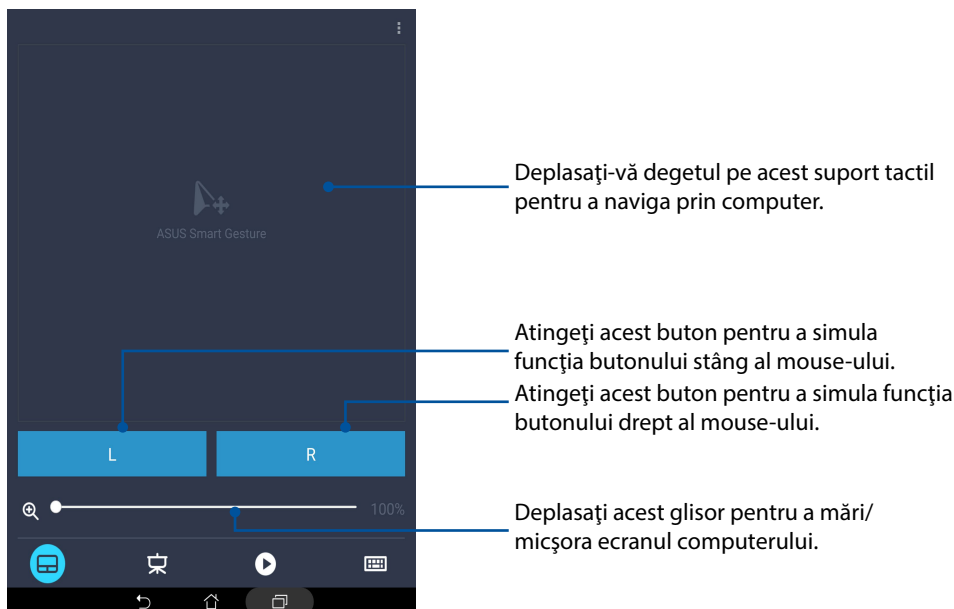 ASUS Smart Gesture
Deplasaţi-vă degetul pe acest suport tactil
pentru a naviga prin computer.
Atingeţi acest buton pentru a simula
funcţia butonului stâng al mouse-ului.
Atingeţi acest buton pentru a simula funcţia
butonului drept al mouse-ului.
L
R
100%
Deplasaţi acest glisor pentru a mări/
micşora ecranul computerului.